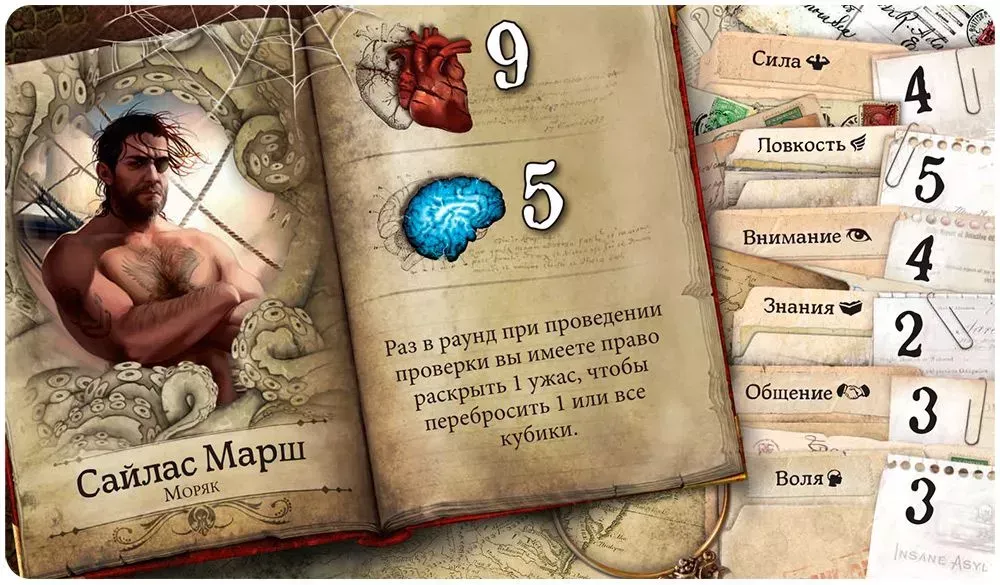 9
5
Раз в раунд при проведении
проверки вы имеете право
раскрыть 1 ужас, чтобы
перебросить 1 или все
кубики.
Сайлас Марш
Моряк
Сила 4
Ловкость 5
Внимание 4
Знания 2
Общение 3
Воля 3
INSANE ASYL